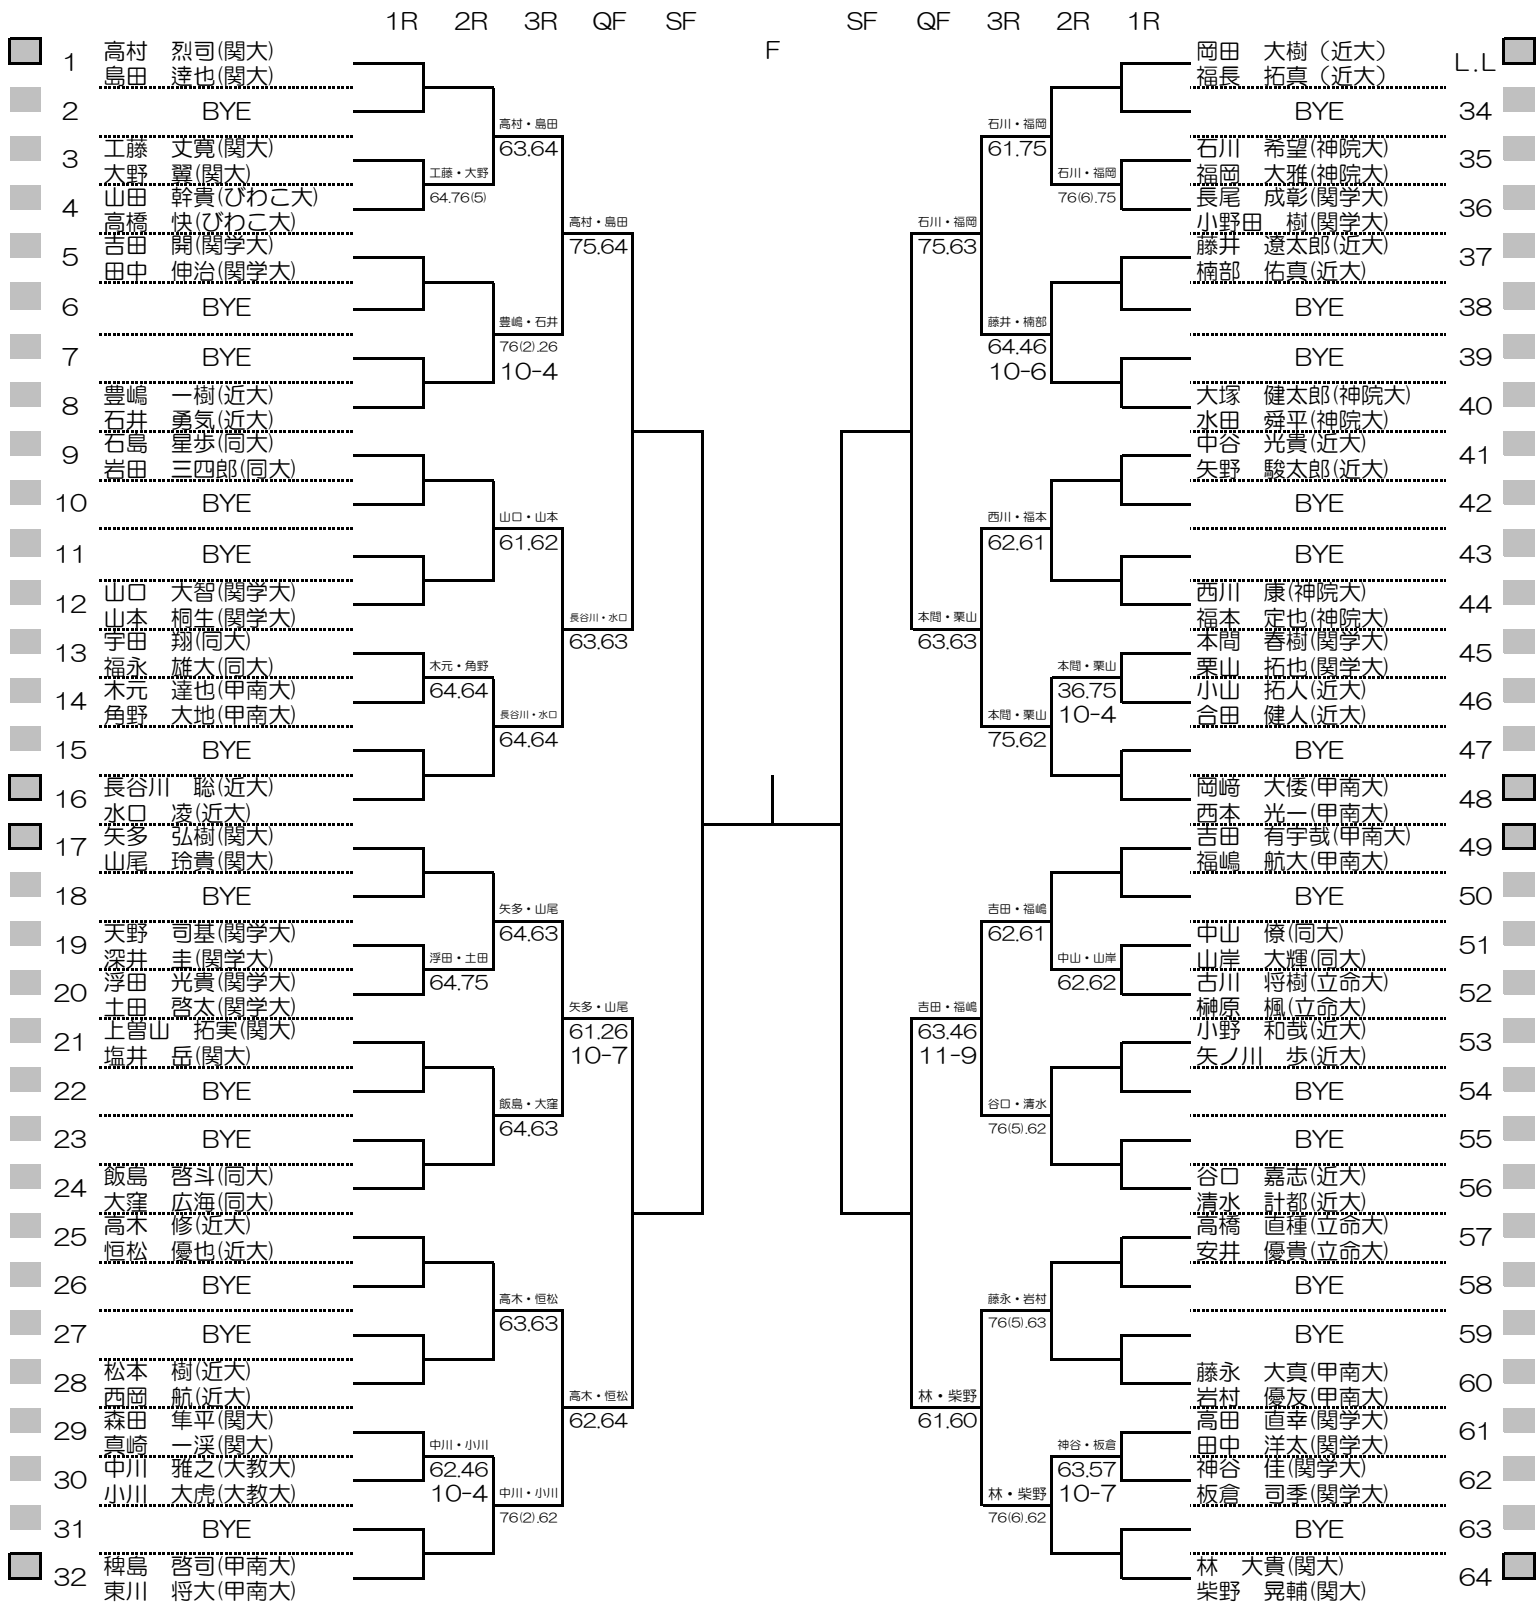 1R 2R 3R QF SF F SF QF 3R 2R 1R
1 高村 烈司(関大)
島田 達也(関大)
2 BYE
3 工藤 丈寛(関大)
大野 翼(関大)
4 山田 幹貴(びわこ大)
高橋 快(びわこ大)
5 吉田 開(関学大)
田中 伸治(関学大)
6 BYE
7 BYE
8 豊嶋 一樹(近大)
石井 勇気(近大)
9 石島 星歩(同大)
岩田 三四郎(同大)
10 BYE
11 BYE
12 山口 大智(関学大)
山本 桐生(関学大)
13 宇田 翔(同大)
福永 雄大(同大)
14 木元 達也(甲南大)
角野 大地(甲南大)
15 BYE
16 長谷川 聡(近大)
水口 凌(近大)
17 矢多 弘樹(関大)
山尾 玲貴(関大)
18 BYE
19 天野 司基(関学大)
深井 圭(関学大)
20 浮田 光貴(関学大)
土田 啓太(関学大)
21 上曽山 拓実(関大)
塩井 岳(関大)
22 BYE
23 BYE
24 飯島 啓斗(同大)
大窪 広海(同大)
25 高木 修(近大)
恒松 優也(近大)
26 BYE
27 BYE
28 松本 樹(近大)
西岡 航(近大)
29 森田 隼平(関大)
真崎 一渓(関大)
30 中川 雅之(大教大)
小川 大虎(大教大)
31 BYE
32 稗島 啓司(甲南大)
東川 将大(甲南大)
工藤・大野
64.76(5)
木元・角野
64.64
浮田・土田
64.75
中川・小川
62.46
10-4
高村・島田
63.64
豊嶋・石井
76(2).26
10-4
山口・山本
61.62
長谷川・水口
64.64
矢多・山尾
64.63
飯島・大窪
64.63
高木・恒松
63.63
中川・小川
76(2).62
高村・島田
75.64
長谷川・水口
63.63
矢多・山尾
61.26
10-7
高木・恒松
62.64
石川・福岡
75.63
本間・栗山
63.63
吉田・福嶋
63.46
11-9
林・柴野
61.60
石川・福岡
61.75
藤井・楠部
64.46
10-6
西川・福本
62.61
本間・栗山
75.62
吉田・福嶋
62.61
谷口・清水
76(5).62
藤永・岩村
76(5).63
林・柴野
76(6).62
石川・福岡
76(6).75
本間・栗山
36.75
10-4
中山・山岸
62.62
神谷・板倉
63.57
10-7
岡田 大樹（近大） L.L
福長 拓真（近大）
BYE 34
石川 希望(神院大) 35
福岡 大雅(神院大)
長尾 成彰(関学大) 36
小野田 樹(関学大)
藤井 遼太郎(近大) 37
楠部 佑真(近大)
BYE 38
BYE 39
大塚 健太郎(神院大) 40
水田 舜平(神院大)
中谷 光貴(近大) 41
矢野 駿太郎(近大)
BYE 42
BYE 43
西川 康(神院大) 44
福本 定也(神院大)
本間 春樹(関学大) 45
栗山 拓也(関学大)
小山 拓人(近大) 46
合田 健人(近大)
BYE 47
岡﨑 大倭(甲南大) 48
西本 光一(甲南大)
吉田 有宇哉(甲南大) 49
福嶋 航大(甲南大)
BYE 50
中山 僚(同大) 51
山岸 大輝(同大)
古川 将樹(立命大) 52
榊原 楓(立命大)
小野 和哉(近大) 53
矢ノ川 歩(近大)
BYE 54
BYE 55
谷口 嘉志(近大) 56
清水 計都(近大)
高橋 直種(立命大) 57
安井 優貴(立命大)
BYE 58
BYE 59
藤永 大真(甲南大) 60
岩村 優友(甲南大)
高田 直幸(関学大) 61
田中 洋太(関学大)
神谷 佳(関学大) 62
板倉 司季(関学大)
BYE 63
林 大貴(関大) 64
柴野 晃輔(関大)